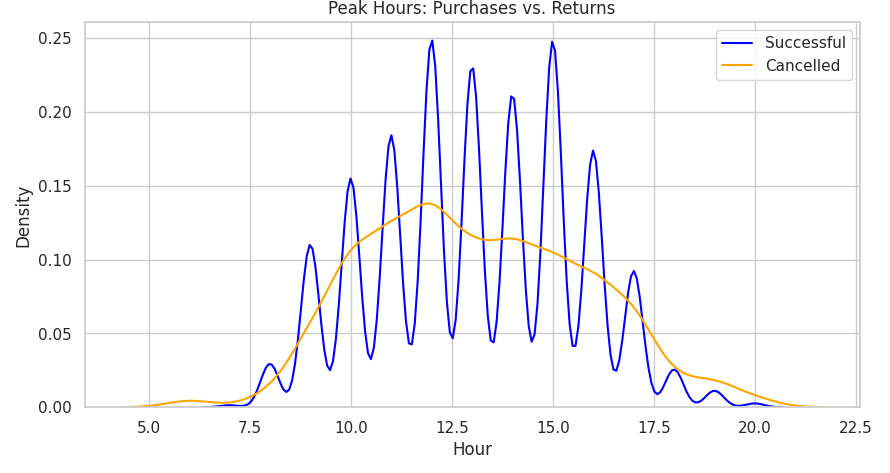 Peak Hours: Purchases vs. Returns
Successful
Cancelled
Density
0.25
0.20
0.15
0.10
0.05
0.00
5.0 7.5 10.0 12.5 15.0 17.5 20.0 22.5
Hour